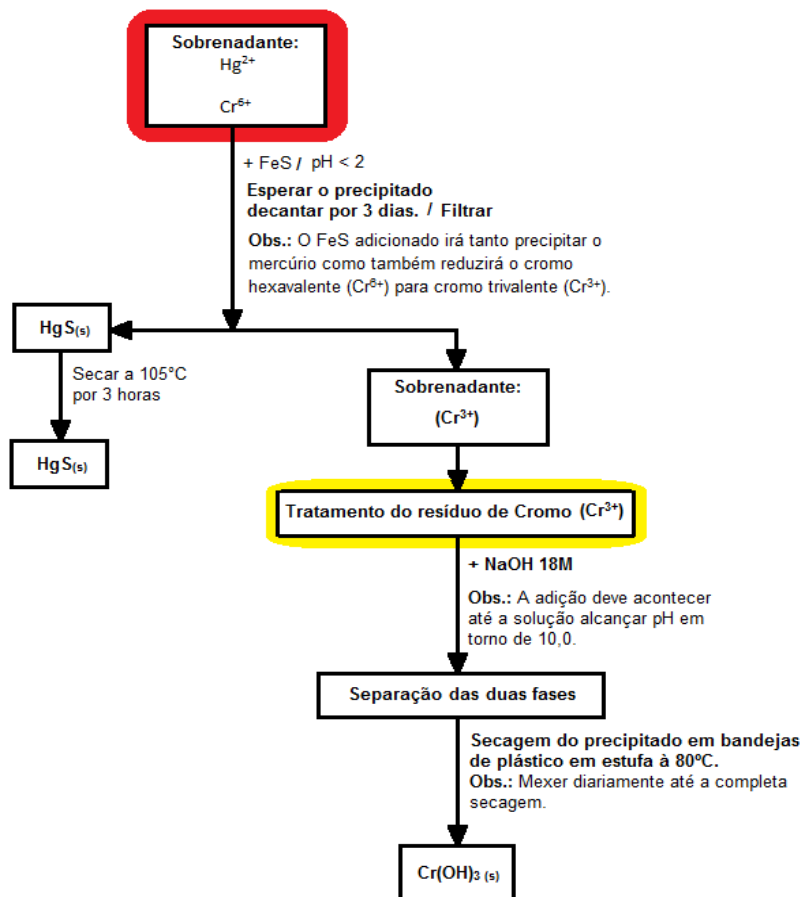 Sobrenadante:
Hg²⁺
Cr⁶⁺
+ FeS / pH < 2
Esperar o precipitado
decantar por 3 dias. / Filtrar
Obs.: O FeS adicionado irá tanto precipitar o
mercúrio como também reduzirá o cromo
hexavalente (Cr⁶⁺) para cromo trivalente (Cr³⁺).
HgS(s)
Secar a 105°C
por 3 horas
HgS(s)
Sobrenadante:
(Cr³⁺)
Tratamento do resíduo de Cromo (Cr³⁺)
+ NaOH 18M
Obs.: A adição deve acontecer
até a solução alcançar pH em
torno de 10,0.
Separação das duas fases
Secagem do precipitado em bandejas
de plástico em estufa à 80ºC.
Obs.: Mexer diariamente até a completa
secagem.
Cr(OH)₃ (s)